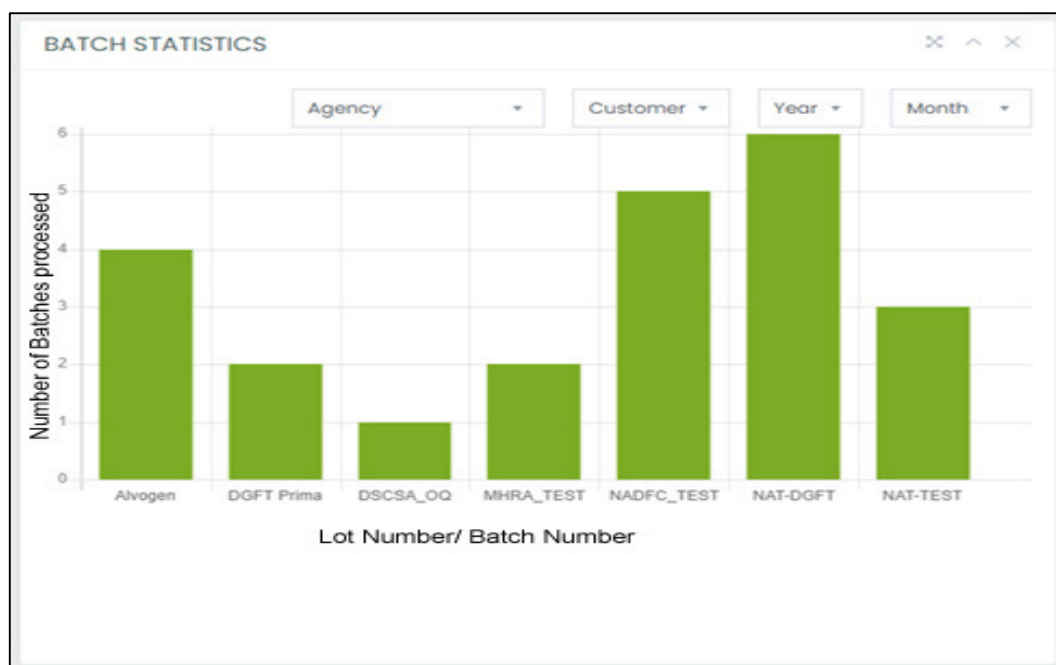 BATCH STATISTICS
Agency Customer Year Month
6
5
4
3
2
1
0
Number of Batches processed
Alvogen DGFT Prima DSCSA_OQ MHRA_TEST NADFC_TEST NAT-DGFT NAT-TEST
Lot Number/ Batch Number